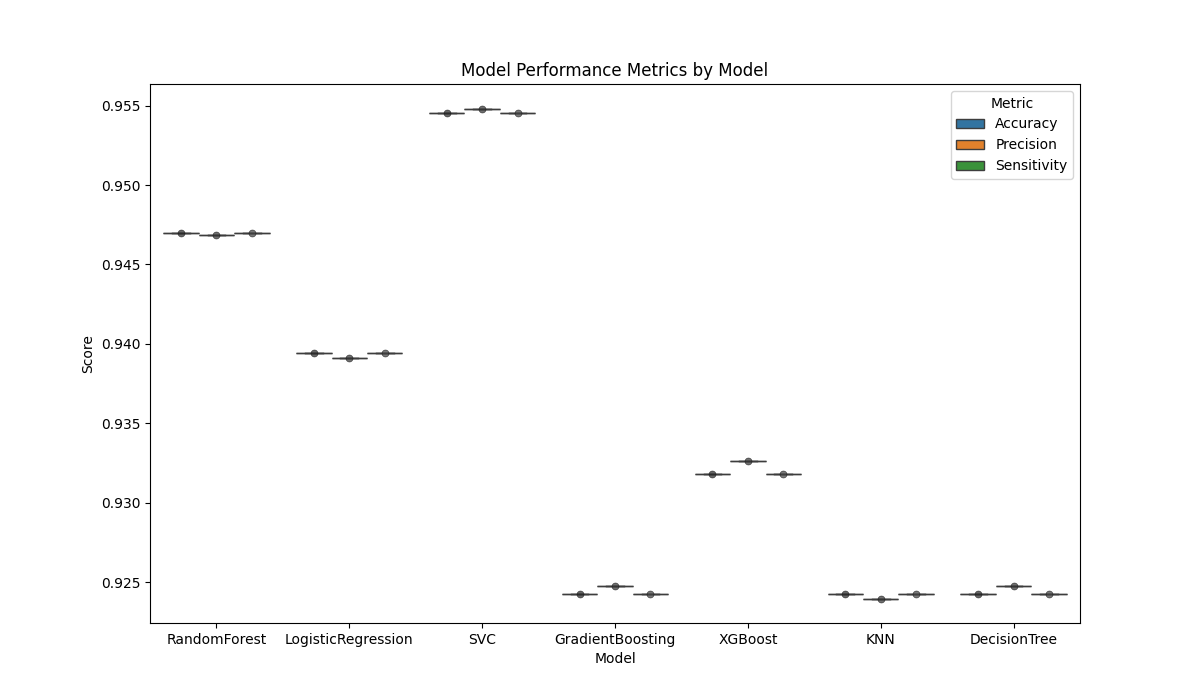 Model Performance Metrics by Model
Metric
Accuracy
Precision
Sensitivity
0.955
0.950
0.945
0.940
0.935
0.930
0.925
Score
RandomForest LogisticRegression SVC GradientBoosting XGBoost KNN DecisionTree
Model